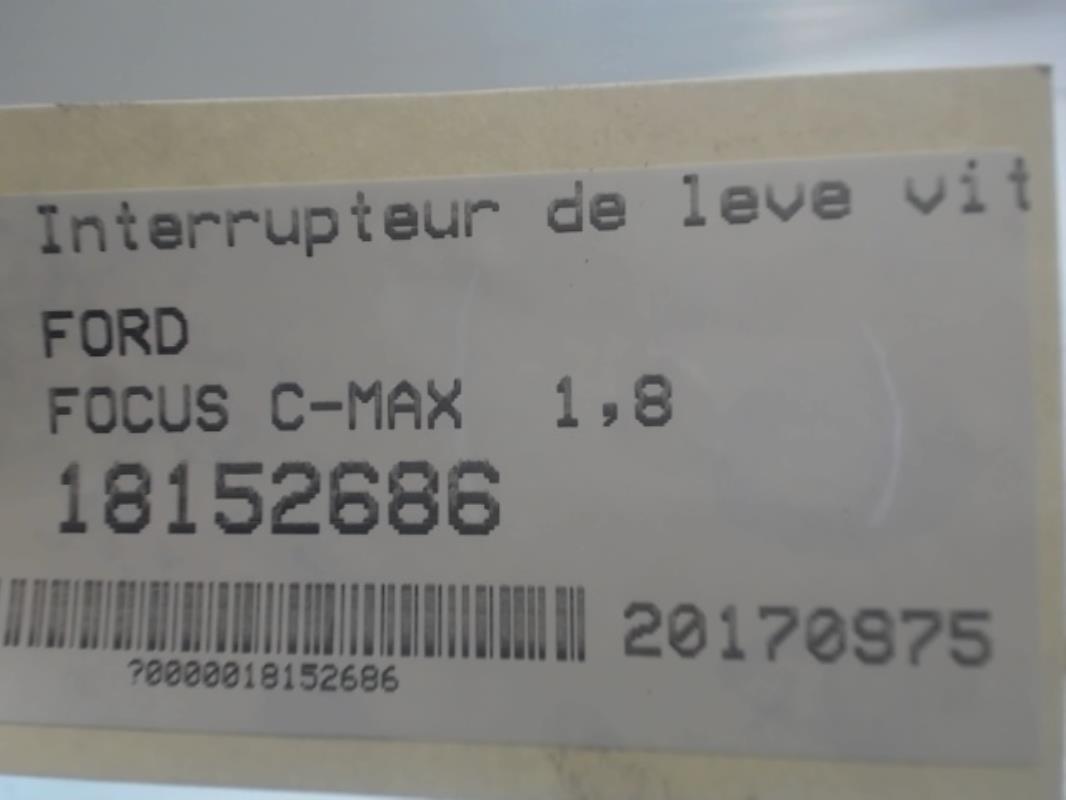 Interrupteur de leve vit
FORD
FOCUS C-MAX 1,8
18152686
20170975
?0000018152686